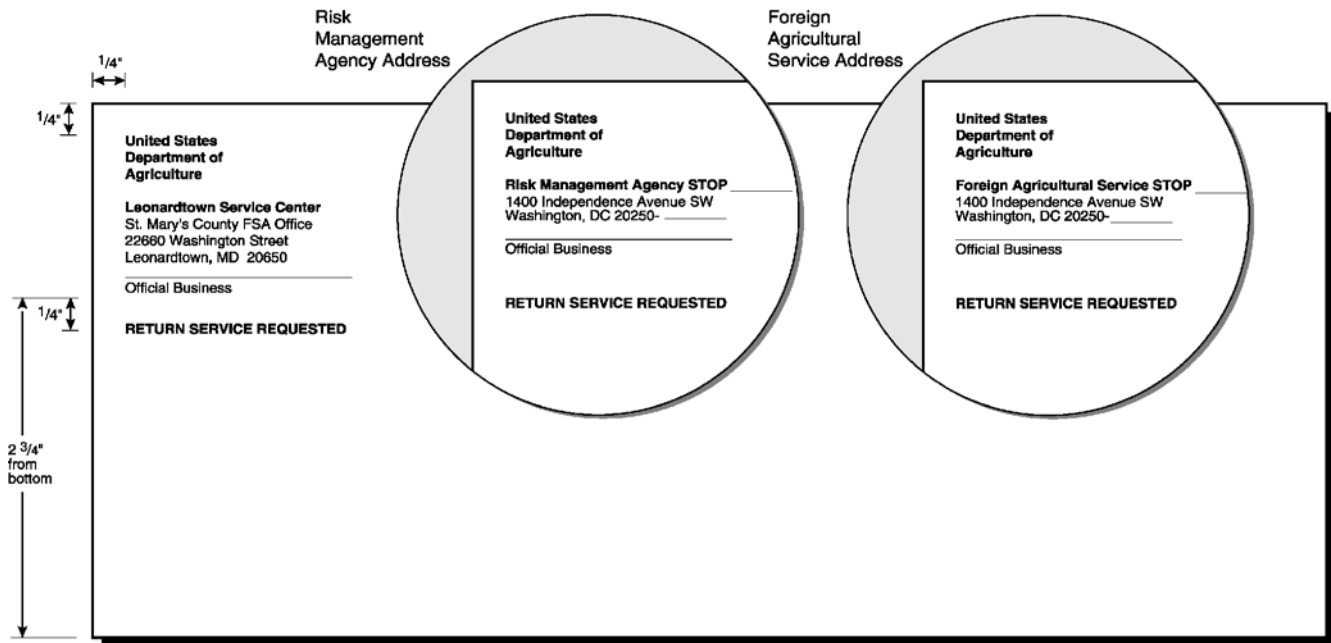 Risk
Management
Agency Address
Foreign
Agricultural
Service Address
1/4"
1/4"
United States
Department of
Agriculture
Leonardtown Service Center
St. Mary's County FSA Office
22660 Washington Street
Leonardtown, MD 20650
Official Business
RETURN SERVICE REQUESTED
United States
Department of
Agriculture
Risk Management Agency STOP
1400 Independence Avenue SW
Washington, DC 20250-
Official Business
RETURN SERVICE REQUESTED
United States
Department of
Agriculture
Foreign Agricultural Service STOP
1400 Independence Avenue SW
Washington, DC 20250-
Official Business
RETURN SERVICE REQUESTED
1/4"
2 3/4"
from
bottom